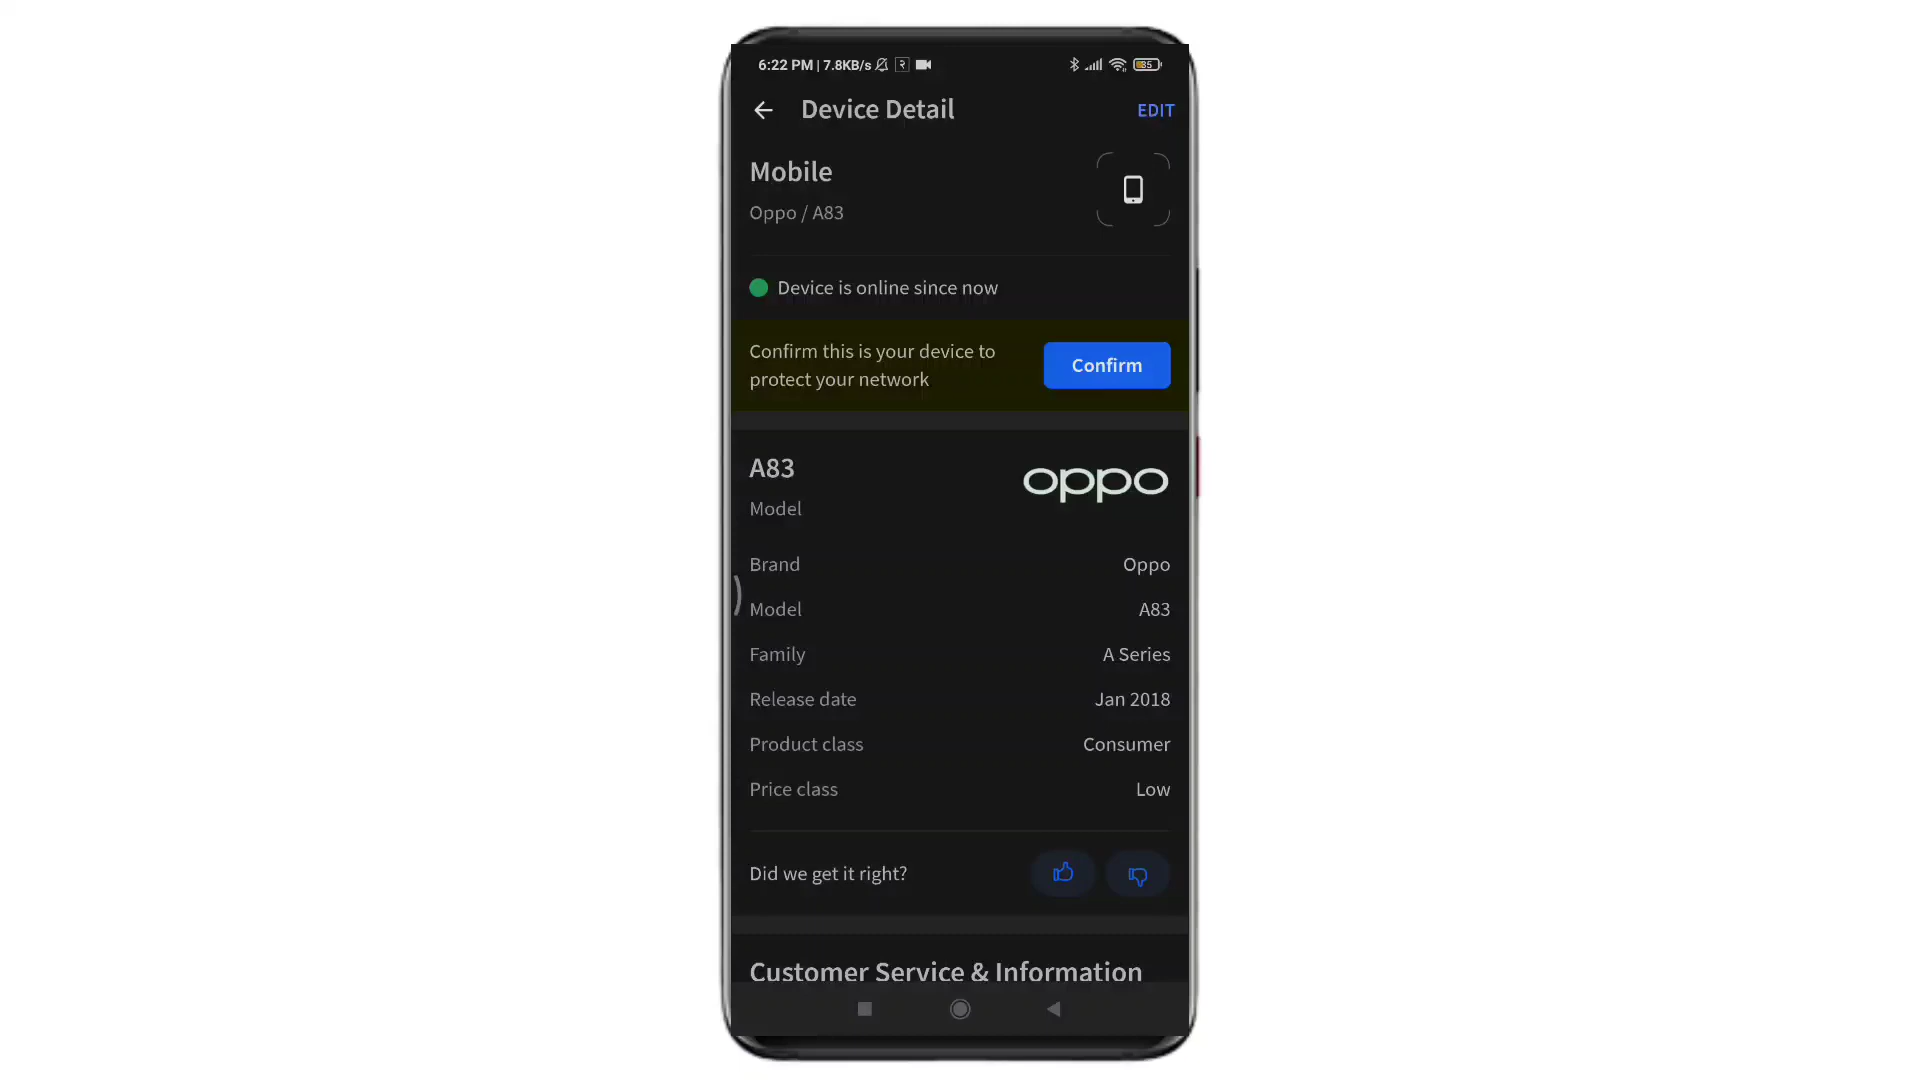 6:22 PM | 7.8KB/s
85
Device Detail
EDIT
Mobile
Oppo / A83
Device is online since now
Confirm this is your device to
protect your network
Confirm
A83
oppo
Model
Brand Oppo
Model A83
Family A Series
Release date Jan 2018
Product class Consumer
Price class Low
Did we get it right?
Customer Service & Information